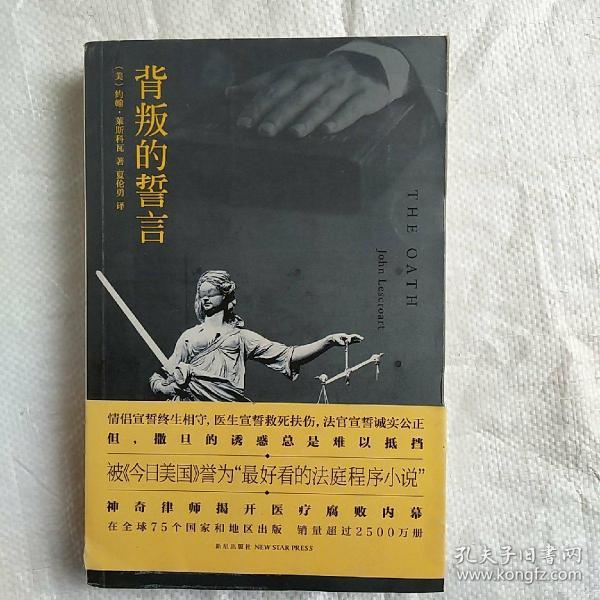 背叛的誓言
(美) 约翰·莱斯科瓦 著 夏伦勇 译
THE OATH
John Lescroart
情侣宣誓终生相守,医生宣誓救死扶伤,法官宣誓诚实公正
但,撒旦的诱惑总是难以抵挡
被《今日美国》誉为“最好看的法庭程序小说”
神奇律师揭开医疗腐败内幕
在全球75个国家和地区出版 销量超过2500万册
新星出版社 NEW STAR PRESS
孔夫子旧书网
www.kongfz.com